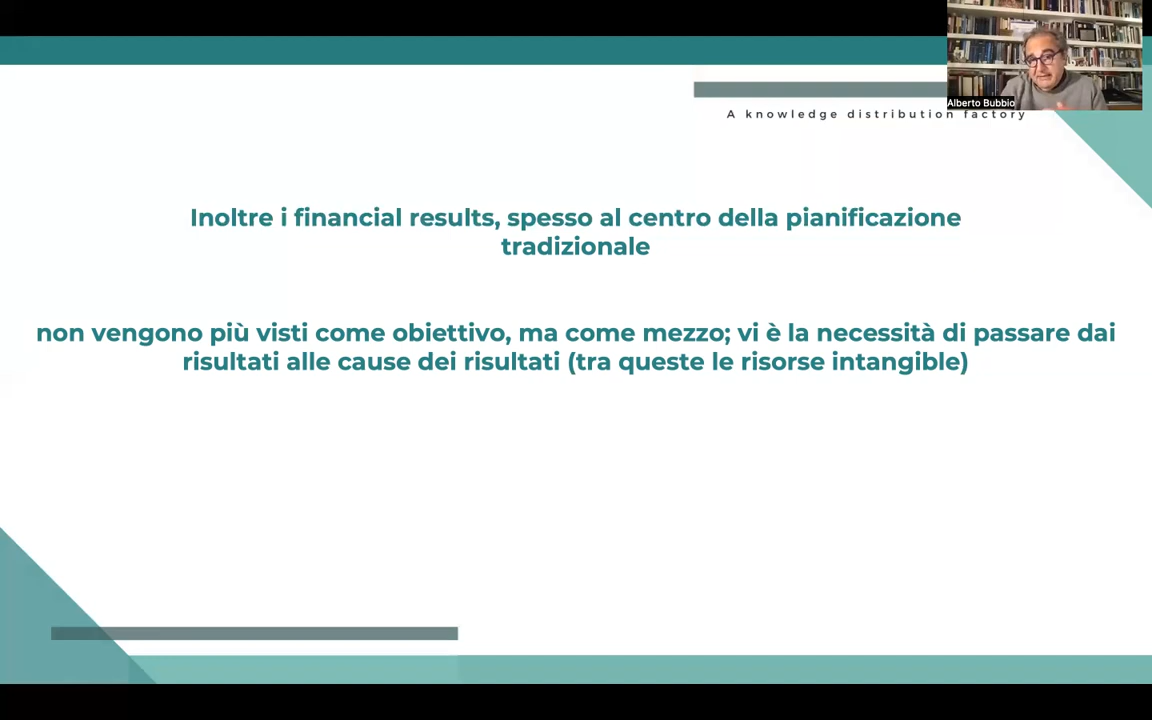 Alberto Bubbio
A knowledge distribution factory
Inoltre i financial results, spesso al centro della pianificazione
tradizionale
non vengono più visti come obiettivo, ma come mezzo; vi è la necessità di passare dai
risultati alle cause dei risultati (tra queste le risorse intangible)